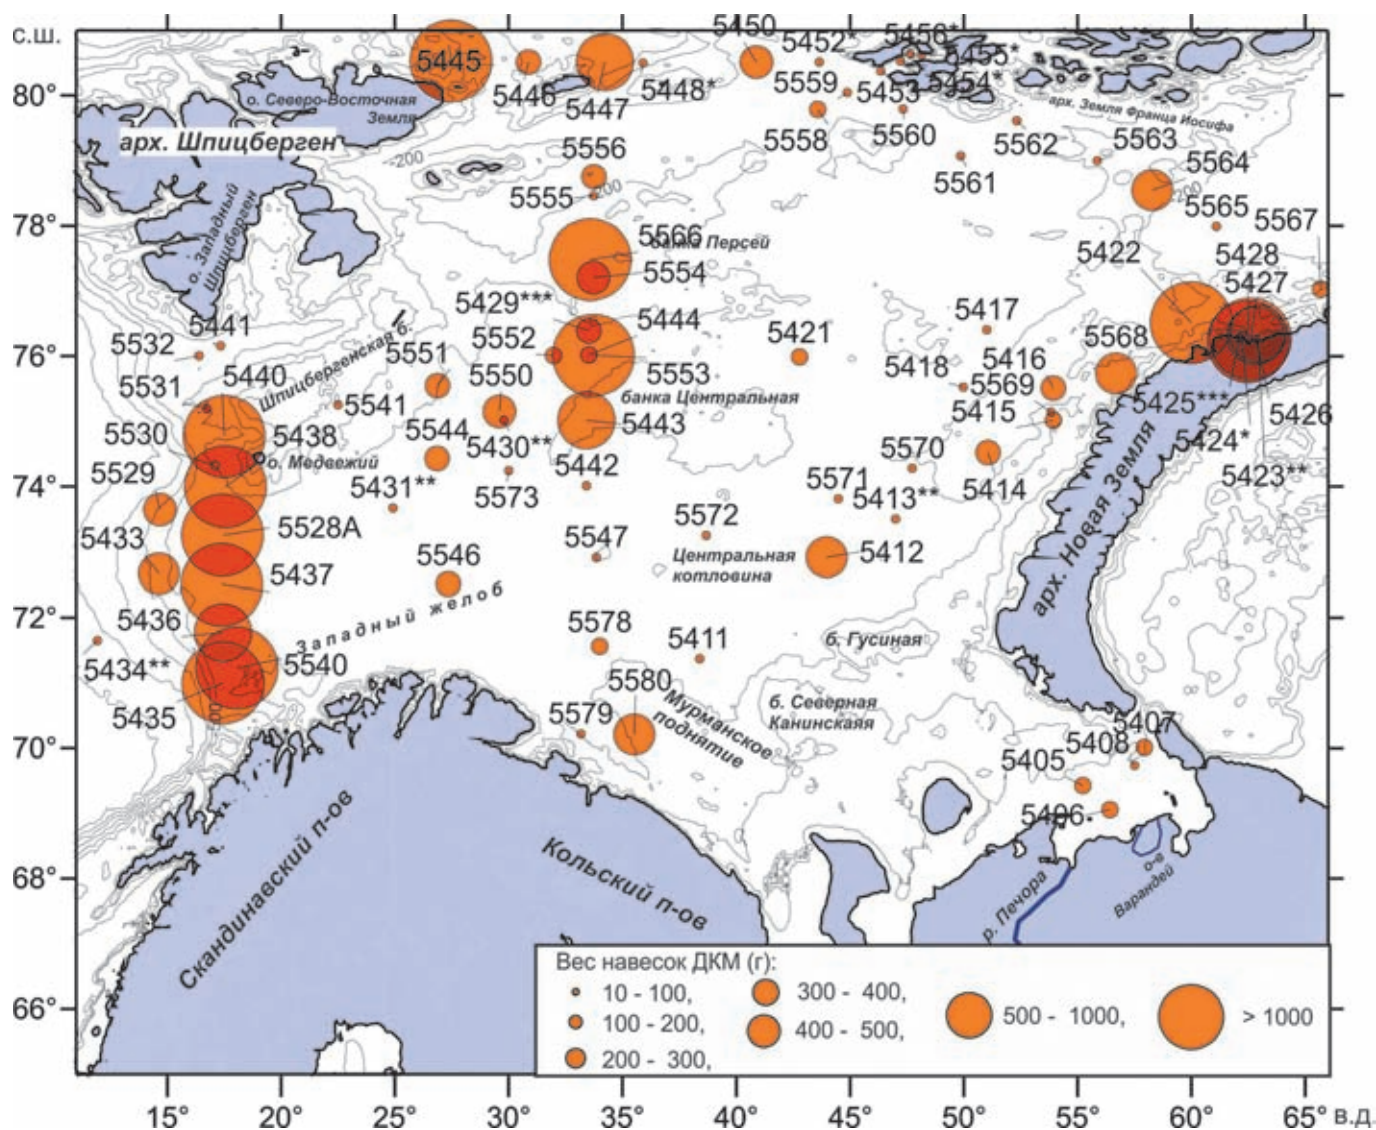 с.ш.
80°
78°
76°
74°
72°
70°
68°
66°
5445
5446
5447
5448*
5450
5452*
5456*
5455*
5454*
5453
5559
5558
5560
5562
5563
5564
5561
5565
5567
о. Северо-Восточная
Земля
арх. Шпицберген
арх. Земля Франца Иосифа
-200
5556
5555
-200
-200
о. Западный
Шпицберген
5566
банка Персей
5554
5422
5428
5427
5429***
5444
5441
5532
5552
5421
5417
5568
5551
5553
5418
5416
5531
5440
Шпицбергенская б.
5550
5569
5541
банка Центральная
5415
5425***
5426
5530
5438
5544
5430**
5443
5424*
о. Медвежий
5442
5570
5529
5431**
5573
5571
5413**
5414
5423**
5433
5528А
5572
5547
Центральная
котловина
5412
5546
5437
арх. Новая Земля
5436
Западный желоб
5578
5411
б. Гусиная
5434**
5540
5580
5435
5579
Мурманское
поднятие
б. Северная
Канинская
5407
5408
5405
5406
Скандинавский п-ов
Кольский п-ов
р. Печора
о-в
Варандей
Вес навесок ДКМ (г):
10 - 100,
100 - 200,
200 - 300,
300 - 400,
400 - 500,
500 - 1000,
> 1000
15° 20° 25° 30° 35° 40° 45° 50° 55° 60° 65° в.д.